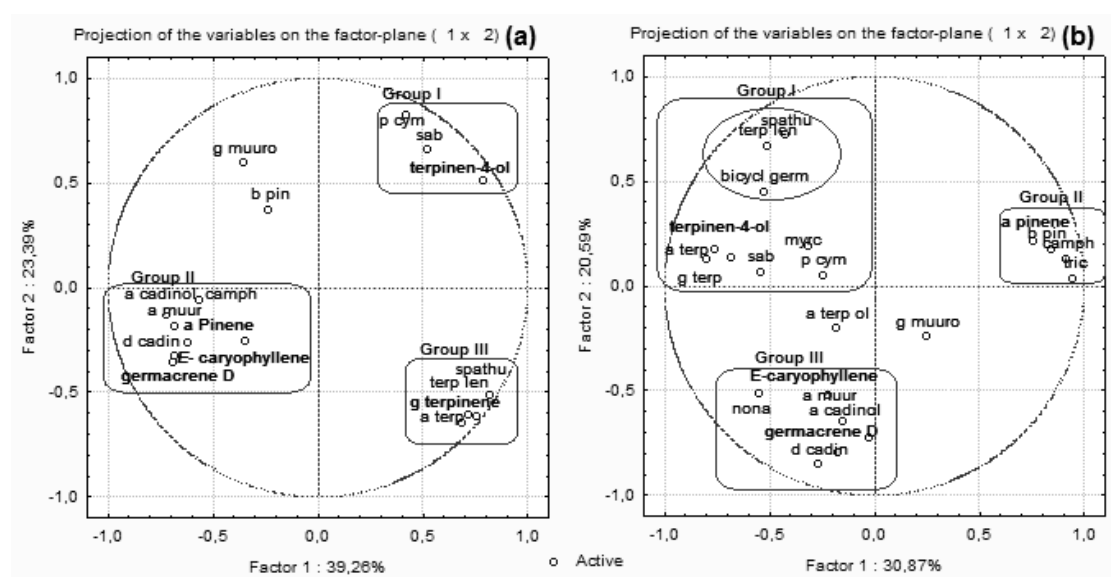 Projection of the variables on the factor-plane ( 1 x 2) (a)
1,0
0,5
0,0
-0,5
-1,0
Factor 2 : 23,39%
Group I
p cym
sab
terpinen-4-ol
g muuro
b pin
Group II
a cadinol camph
a muur
a Pinene
d cadin
E- caryophyllene
germacrene D
Group III
spathu
terp len
g terpinene
a terp
-1,0 -0,5 0,0 0,5 1,0
Factor 1 : 39,26%
Projection of the variables on the factor-plane ( 1 x 2) (b)
1,0
0,5
0,0
-0,5
-1,0
Factor 2 : 20,59%
Group I
spathu
terp len
bicycl germ
terpinen-4-ol
a terp
myrc
sab
p cym
g terp
Group II
a pinene
b pin
camph
tric
a terp ol
g muuro
Group III
E-caryophyllene
a muur
nona
a cadinol
germacrene D
d cadin
-1,0 -0,5 0,0 0,5 1,0
Factor 1 : 30,87%
Active